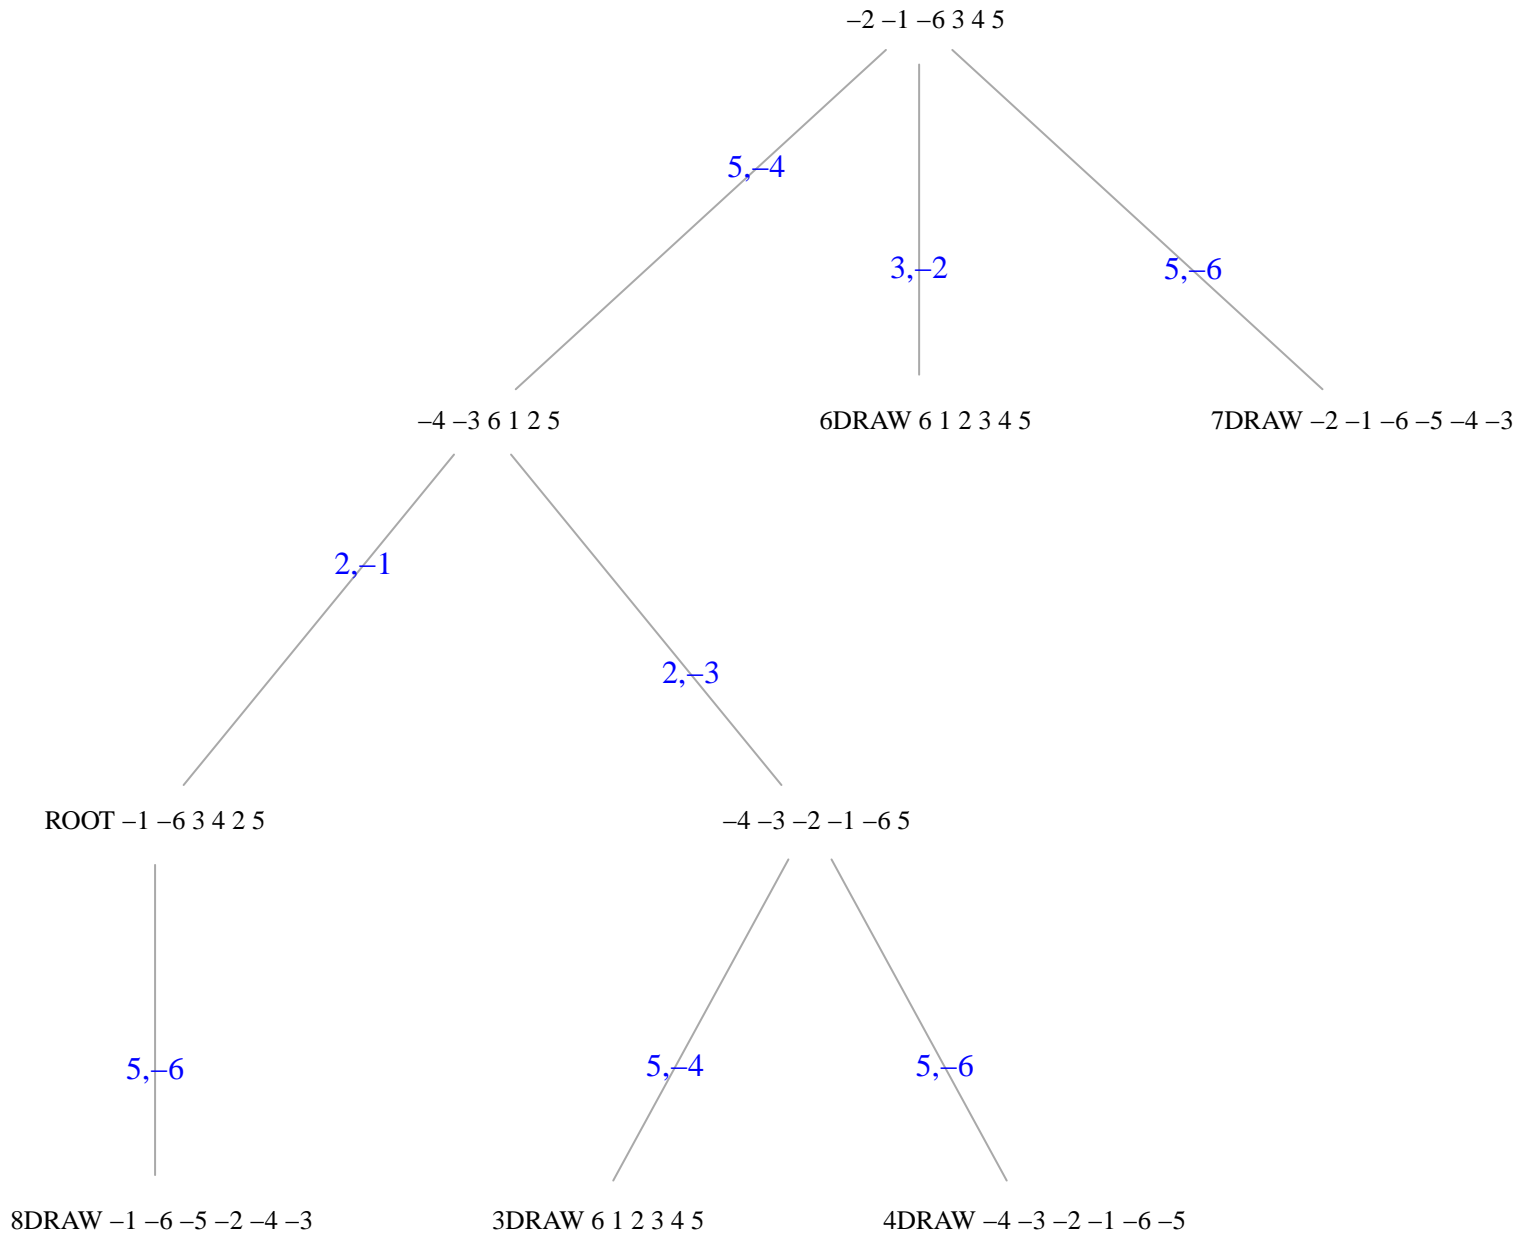 –2 –1 –6 3 4 5
5,–4
3,–2
5,–6
–4 –3 6 1 2 5
6DRAW 6 1 2 3 4 5
7DRAW –2 –1 –6 –5 –4 –3
2,–1
2,–3
ROOT –1 –6 3 4 2 5
–4 –3 –2 –1 –6 5
5,–6
5,–4
5,–6
8DRAW –1 –6 –5 –2 –4 –3
3DRAW 6 1 2 3 4 5
4DRAW –4 –3 –2 –1 –6 –5